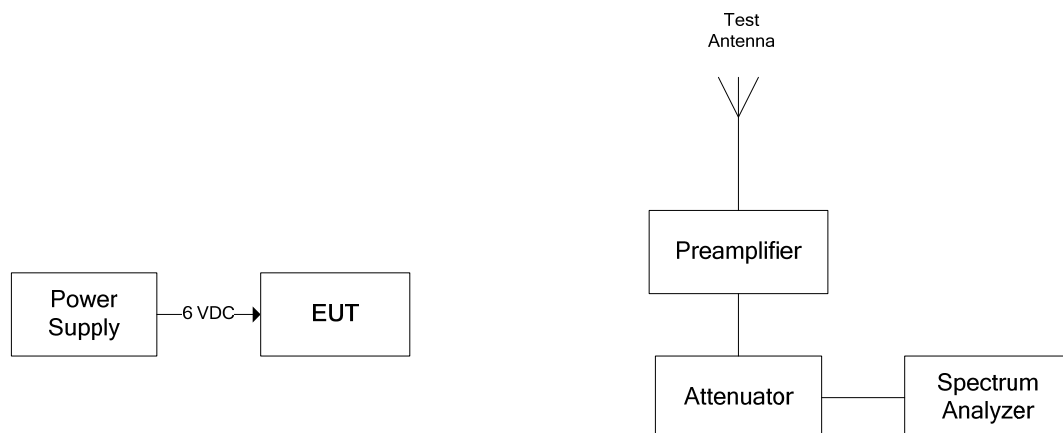 Test
Antenna
Preamplifier
Power
Supply
6 VDC
EUT
Attenuator
Spectrum
Analyzer